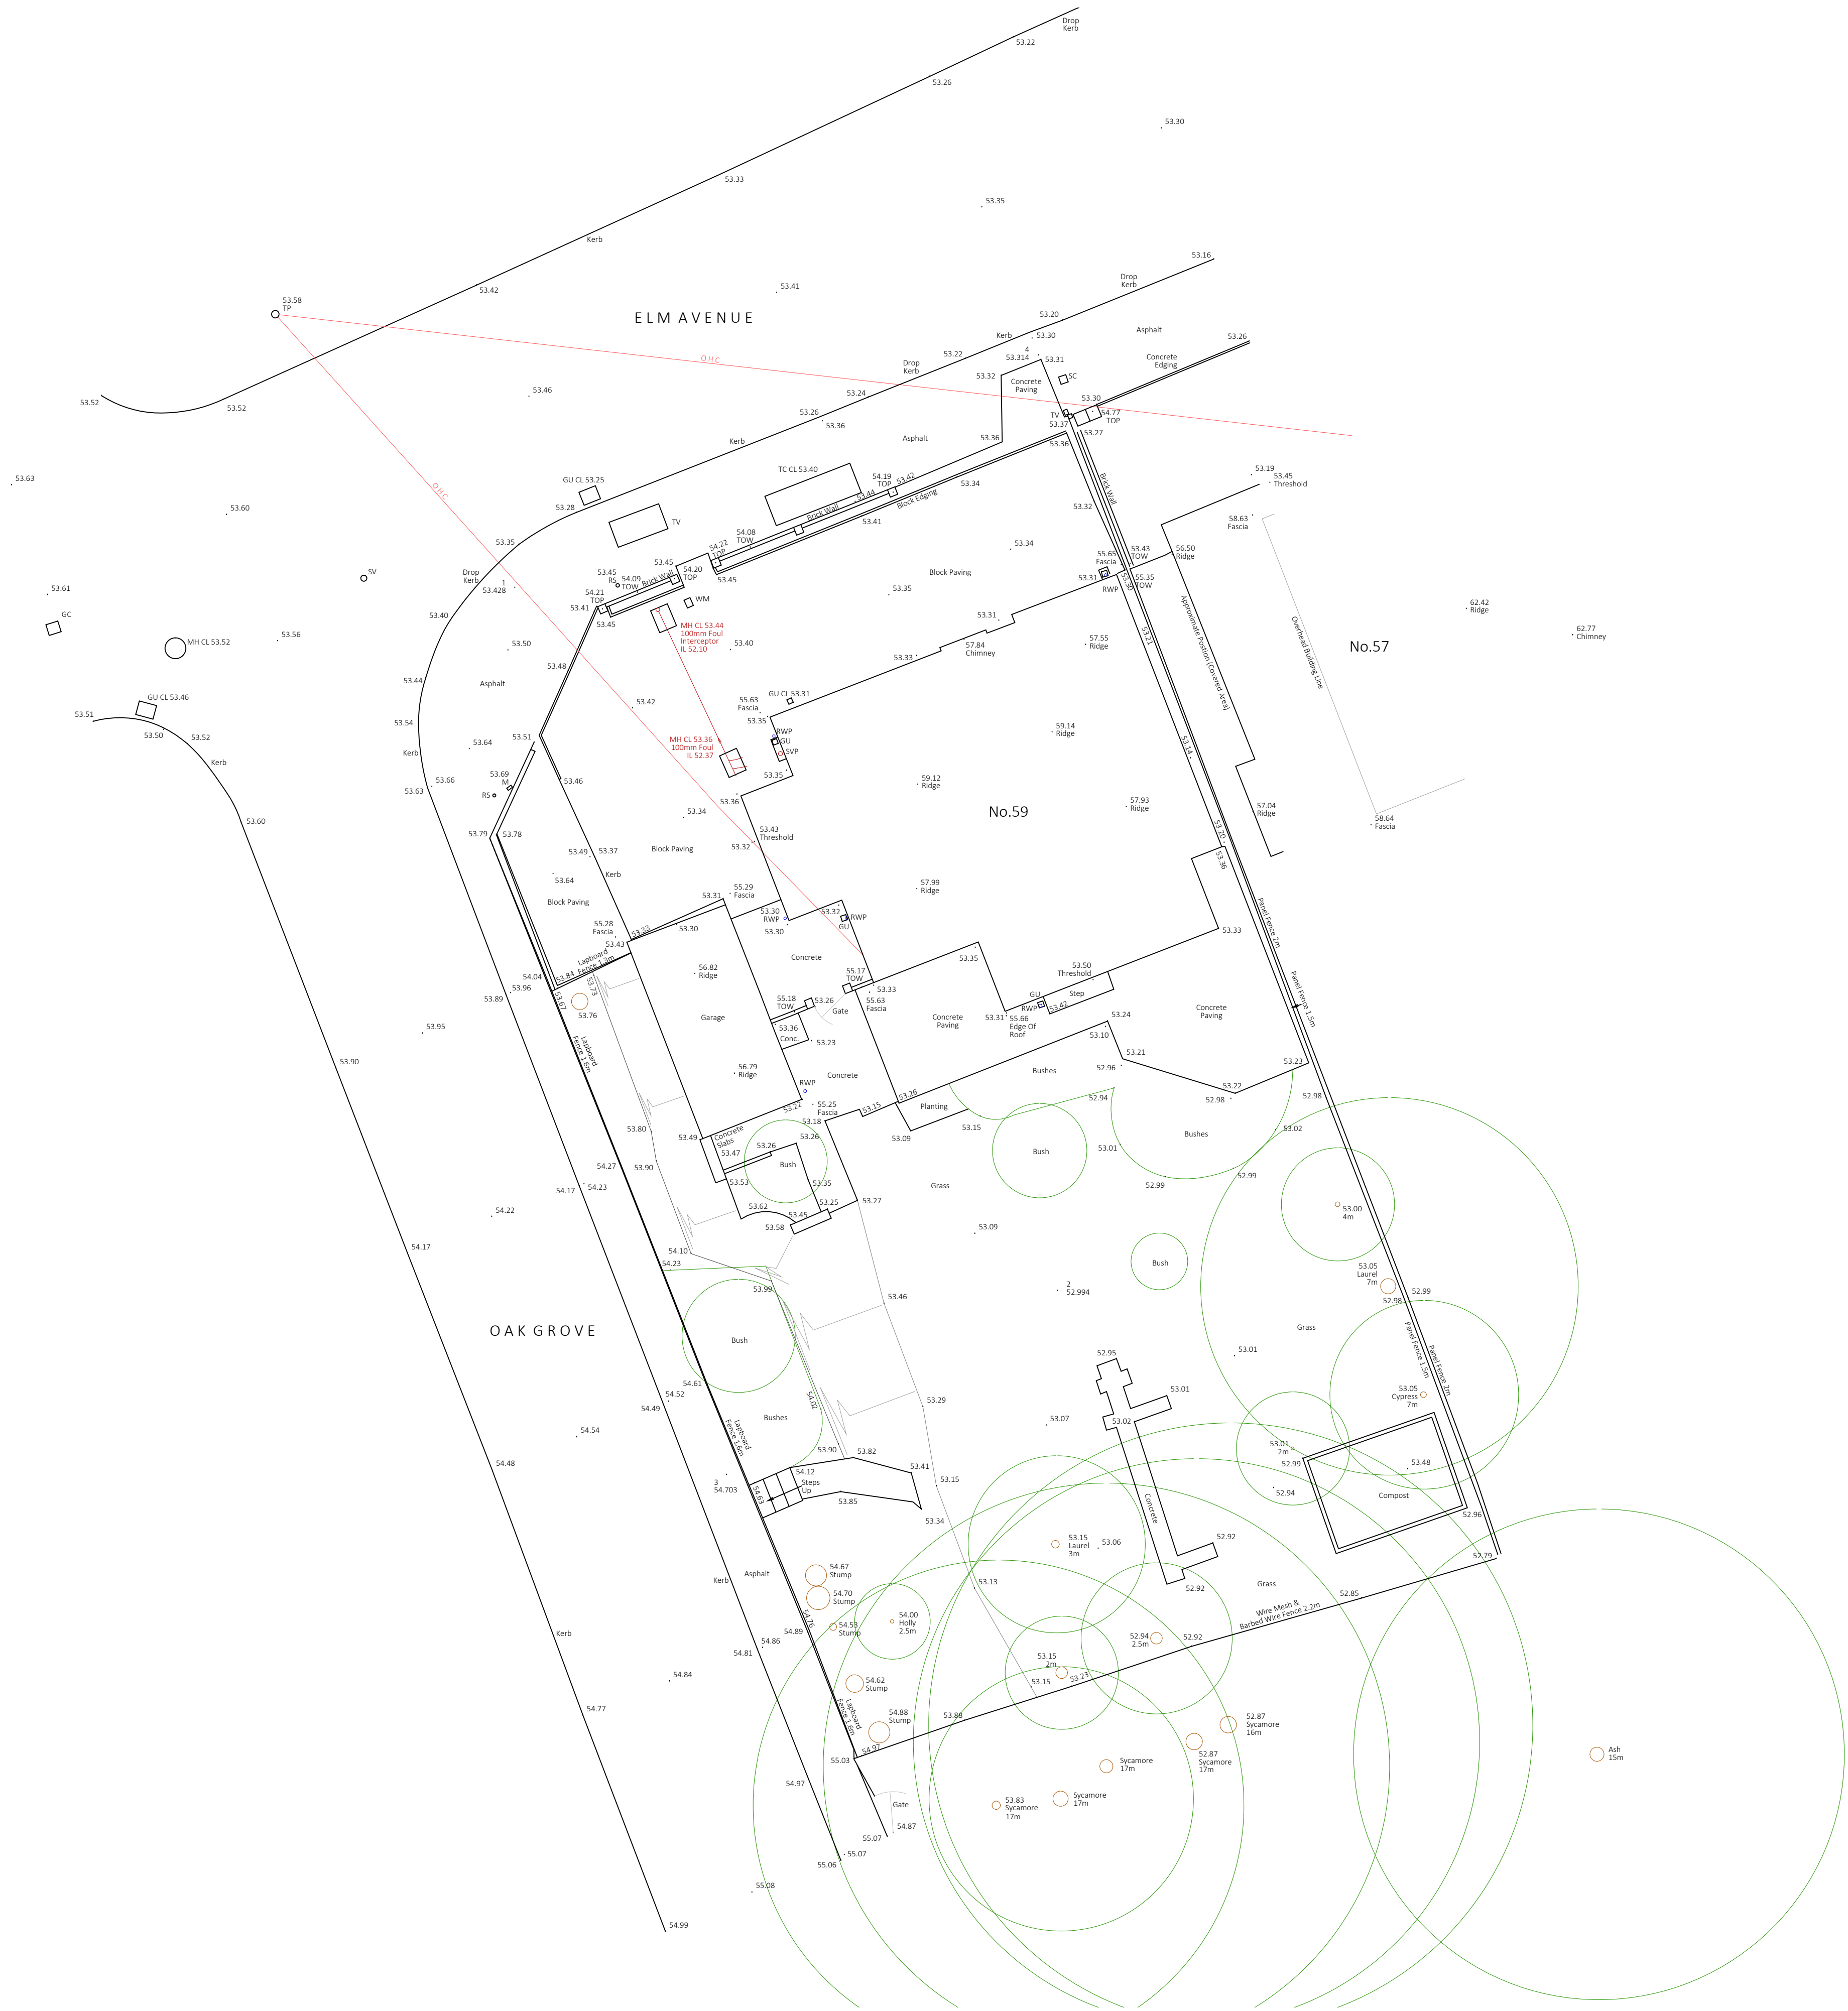 Drop
Kerb
53.22
53.26
53.30
53.33
53.35
Kerb
53.16
Drop
Kerb
53.41
53.42
53.58
TP
ELM AVENUE
53.20
Asphalt
Kerb
53.30
53.26
4
53.314
53.31
53.22
Concrete
Edging
OHC
Drop
Kerb
53.32
Concrete
Paving
SC
53.46
53.24
53.52
53.52
53.26
53.30
54.77
TOP
TV
53.37
53.36
53.27
Kerb
Asphalt
53.36
53.36
TC CL 53.40
54.19
TOP
53.42
53.19
53.45
Threshold
53.63
OHC
GU CL 53.25
53.44
Block Edging
53.34
Brick Wall
53.60
53.28
Brick Wall
53.32
58.63
Fascia
TV
53.41
54.08
TOW
53.35
54.22
TOP
53.34
53.43
TOW
56.50
Ridge
55.65
Fascia
SV
Drop
Kerb
53.45
RS
54.09
TOW
Brick Wall
53.45
54.20
TOP
53.45
Block Paving
53.31
RWP
53.30
55.35
TOW
53.61
1
53.428
54.21
TOP
53.41
53.45
WM
53.35
GC
53.40
62.42
Ridge
53.31
MH CL 53.44
100mm Foul
Interceptor
IL 52.10
Approximate Postion (Covered Area)
Overhead Building Line
62.77
Chimney
53.56
MH CL 53.52
53.50
53.40
57.84
Chimney
57.55
Ridge
53.21
No.57
53.48
53.33
53.44
Asphalt
GU CL 53.46
53.42
55.63
Fascia
GU CL 53.31
53.35
53.51
53.54
53.50
53.52
53.51
53.64
MH CL 53.36
100mm Foul
IL 52.37
RWP
GU
SVP
59.14
Ridge
53.14
Kerb
Kerb
53.69
M
53.46
53.35
59.12
Ridge
53.66
53.63
RS
53.36
57.93
Ridge
57.04
Ridge
No.59
53.60
53.34
58.64
Fascia
53.79
53.78
53.43
Threshold
53.32
53.20
Block Paving
53.49
53.37
53.36
53.64
Kerb
55.29
Fascia
57.99
Ridge
Block Paving
53.31
53.30
RWP
53.32
RWP
GU
55.28
Fascia
53.33
53.30
53.30
Panel Fence 2m
53.33
53.43
Lapboard
Fence 1.3m
Concrete
53.35
53.84
54.04
53.73
56.82
Ridge
55.17
TOW
53.50
Threshold
53.96
53.89
53.67
53.33
Step
53.76
55.18
TOW
53.26
55.63
Fascia
GU
RWP
53.42
Panel Fence 1.5m
53.95
Garage
Gate
Concrete
Paving
53.31
55.66
Edge Of
Roof
53.24
53.10
Concrete
Paving
53.36
Conc.
53.23
Lapboard
Fence 1.6m
53.21
53.90
56.79
Ridge
Concrete
52.96
Bushes
53.23
RWP
53.22
52.98
52.94
52.98
53.22
55.25
Fascia
53.15
53.26
Planting
53.80
53.18
53.15
53.02
53.49
Concrete
Slabs
53.09
Bushes
53.47
53.26
53.26
53.01
Bush
53.90
54.27
Bush
53.35
52.99
52.99
54.23
54.17
53.53
Grass
53.62
53.45
53.25
53.27
53.00
4m
54.22
53.58
53.09
54.10
54.23
Bush
53.05
Laurel
7m
53.99
53.46
2
52.994
52.99
52.98
54.17
OAK GROVE
Bush
Grass
Panel Fence 1.5m
Panel Fence 2m
52.95
53.01
54.61
54.52
54.49
54.02
53.29
53.01
53.05
Cypress
7m
Bushes
53.07
53.02
54.54
Lapboard
Fence 1.6m
53.90
53.82
53.01
2m
54.48
3
54.703
54.12
53.41
52.99
53.48
54.63
Steps
Up
53.15
52.94
Compost
53.85
Concrete
52.96
53.34
53.15
Laurel
3m
53.06
52.92
52.79
54.67
Stump
Kerb
Asphalt
53.13
52.92
Grass
52.85
54.70
Stump
54.76
54.00
Holly
2.5m
Wire Mesh &
Barbed Wire Fence 2.2m
54.89
54.53
Stump
Kerb
54.86
54.81
52.94
2.5m
52.92
53.15
2m
54.84
54.62
Stump
53.15
53.23
54.77
Lapboard
Fence 1.6m
54.88
Stump
53.88
52.87
Sycamore
16m
54.97
55.03
52.87
Sycamore
17m
Sycamore
17m
Ash
15m
54.97
Sycamore
17m
53.83
Sycamore
17m
Gate
54.87
55.07
55.07
55.06
55.08
54.99